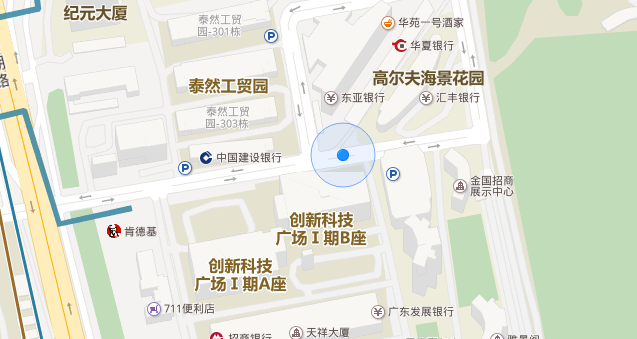 纪元大厦
泰然工贸
园-301栋
P
华苑一号酒家
华夏银行
泰然工贸园
高尔夫海景花园
东亚银行
汇丰银行
泰然工贸
园-303栋
中国建设银行
P
P
金国招商
展示中心
肯德基
创新科技
广场Ⅰ期B座
创新科技
广场Ⅰ期A座
711便利店
广东发展银行
招商银行
天祥大厦